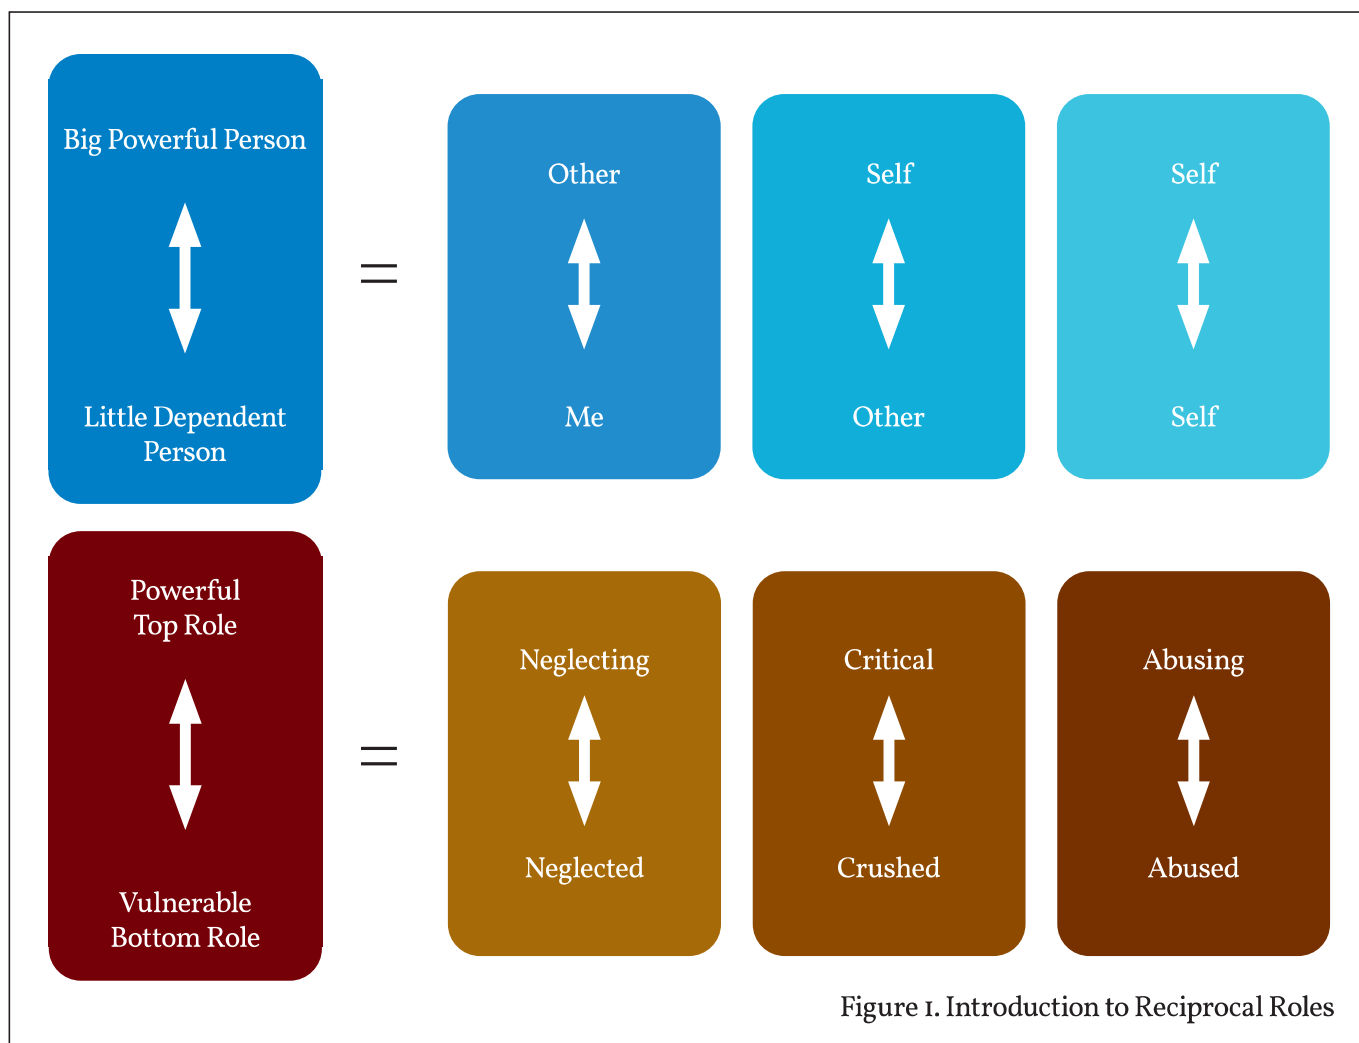 Big Powerful Person
Little Dependent
Person
=
Other
Me
Self
Other
Self
Self
Powerful
Top Role
Vulnerable
Bottom Role
=
Neglecting
Neglected
Critical
Crushed
Abusing
Abused
Figure 1. Introduction to Reciprocal Roles